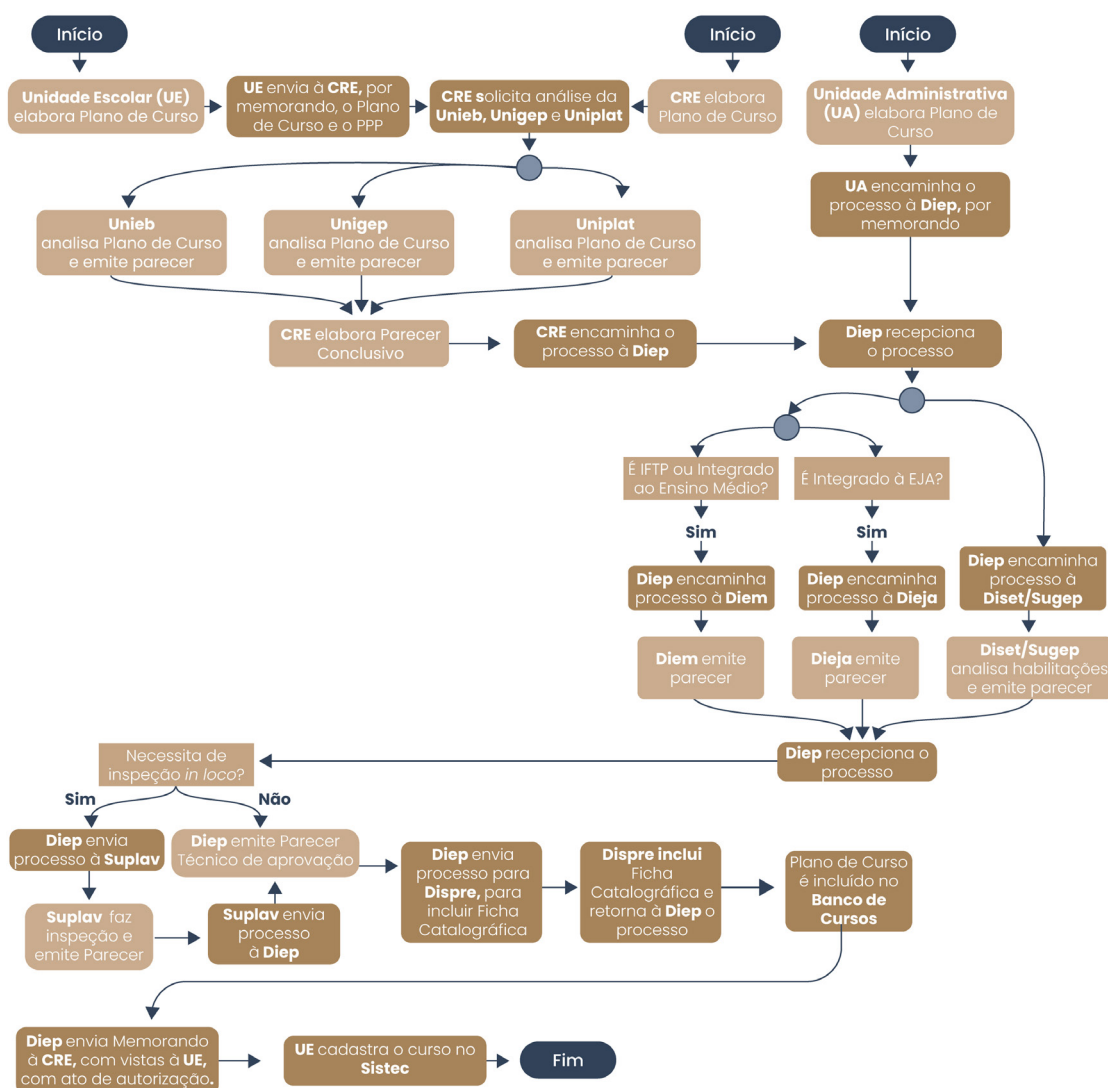 Início
Início
Início
Unidade Escolar (UE)
elabora Plano de Curso
UE envia à CRE, por
memorando, o Plano
de Curso e o PPP
CRE solicita análise da
Unieb, Unigep e Uniplat
CRE elabora
Plano de Curso
Unidade Administrativa
(UA) elabora Plano de
Curso
UA encaminha o
processo à Diep, por
memorando
Unieb
analisa Plano de Curso
e emite parecer
Unigep
analisa Plano de Curso
e emite parecer
Uniplat
analisa Plano de Curso
e emite parecer
CRE elabora Parecer
Conclusivo
CRE encaminha o
processo à Diep
Diep recepciona
o processo
É IFTP ou Integrado
ao Ensino Médio?
É Integrado à EJA?
Sim
Sim
Diep encaminha
processo à Diem
Diep encaminha
processo à Dieja
Diep encaminha
processo à
Diset/Sugep
Diem emite
parecer
Dieja emite
parecer
Diset/Sugep
analisa habilitações
e emite parecer
Diep recepciona o
processo
Necessita de
inspeção in loco?
Sim
Não
Diep envia
processo à Suplav
Diep emite Parecer
Técnico de aprovação
Suplav faz
inspeção e
emite Parecer
Suplav envia
processo
à Diep
Diep envia
processo para
Dispre, para
incluir Ficha
Catalográfica
Dispre inclui
Ficha
Catalográfica e
retorna à Diep o
processo
Plano de Curso
é incluído no
Banco de
Cursos
Diep envia Memorando
à CRE, com vistas à UE,
com ato de autorização.
UE cadastra o curso no
Sistec
Fim